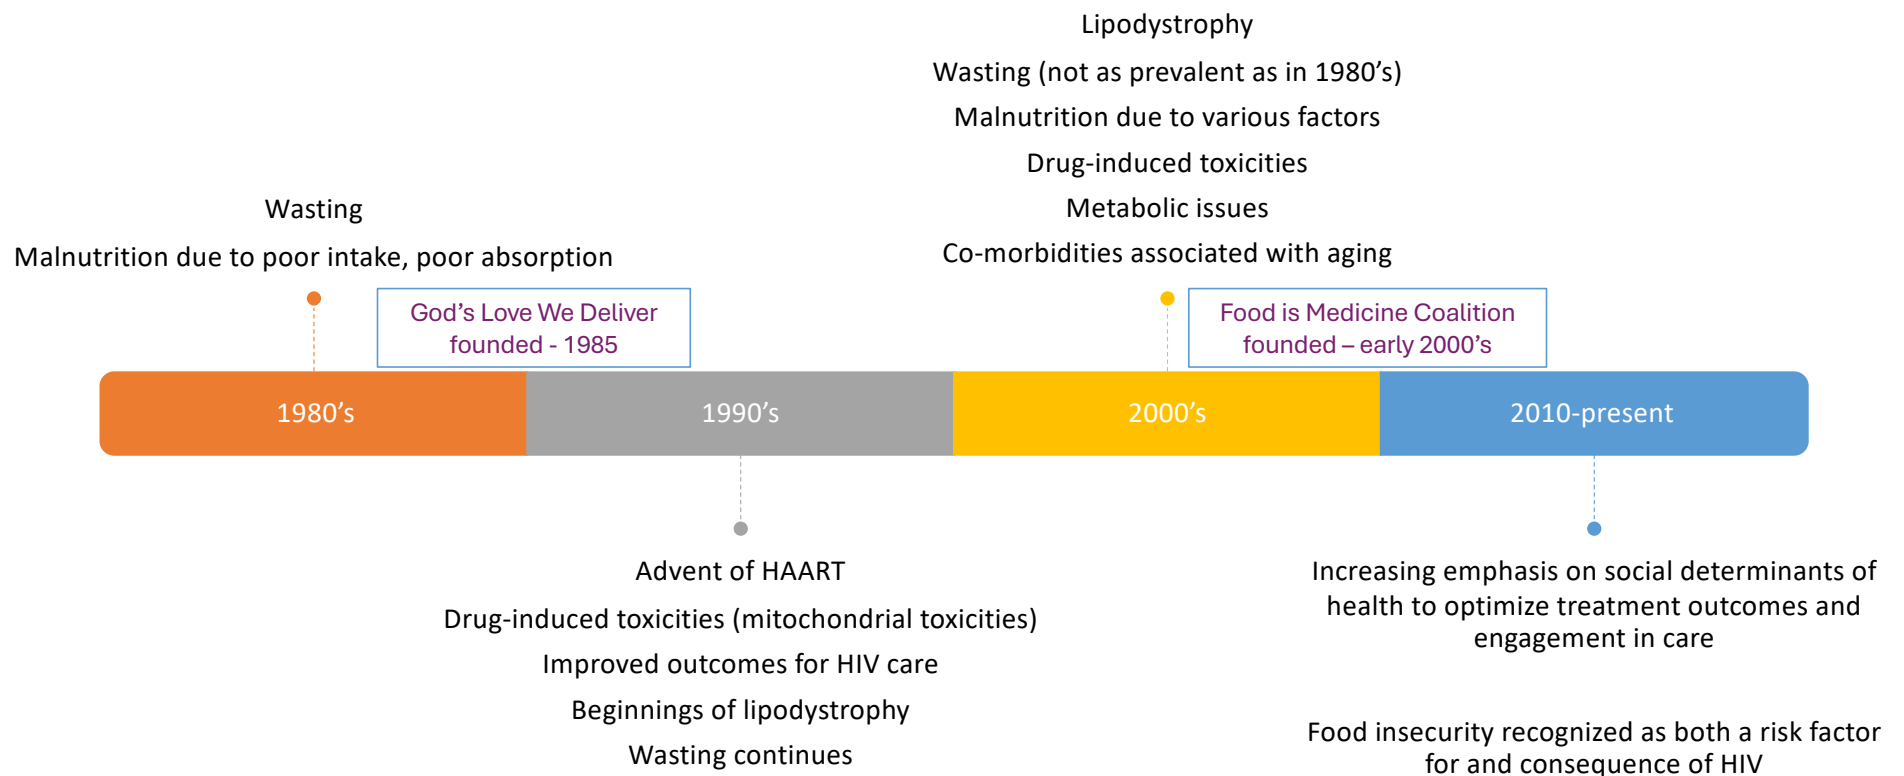 Lipodystrophy
Wasting (not as prevalent as in 1980’s)
Malnutrition due to various factors
Drug-induced toxicities
Metabolic issues
Co-morbidities associated with aging
Wasting
Malnutrition due to poor intake, poor absorption
God’s Love We Deliver
founded - 1985
Food is Medicine Coalition
founded – early 2000’s
1980’s
1990’s
2000’s
2010-present
Advent of HAART
Drug-induced toxicities (mitochondrial toxicities)
Improved outcomes for HIV care
Beginnings of lipodystrophy
Wasting continues
Increasing emphasis on social determinants of
health to optimize treatment outcomes and
engagement in care
Food insecurity recognized as both a risk factor
for and consequence of HIV